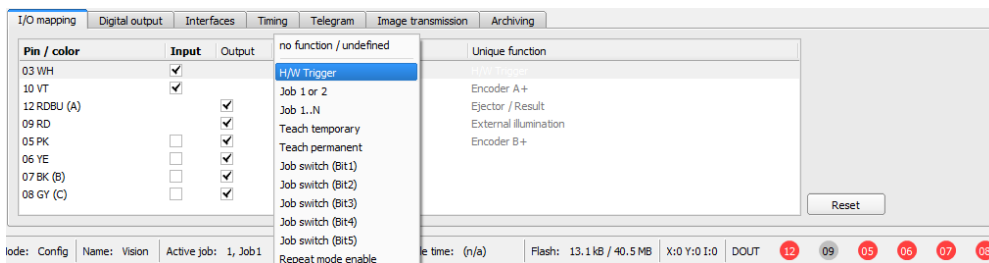 I/O mapping Digital output Interfaces Timing Telegram Image transmission Archiving
Pin / color Input Output no function / undefined Unique function
03 WH H/W Trigger H/W Trigger
10 VT Job 1 or 2 Encoder A+
12 RDBU (A) Job 1..N Ejector / Result
09 RD Teach temporary External illumination
05 PK Teach permanent Encoder B+
06 YE Job switch (Bit1)
07 BK (B) Job switch (Bit2)
08 GY (C) Job switch (Bit3)
Reset
Job switch (Bit4)
Job switch (Bit5)
Repeat mode enable
Config Name: Vision Active job: 1, Job1 time: (n/a) Flash: 13.1 kB / 40.5 MB X:0 Y:0 I:0 DOUT 12 09 05 06 07 08